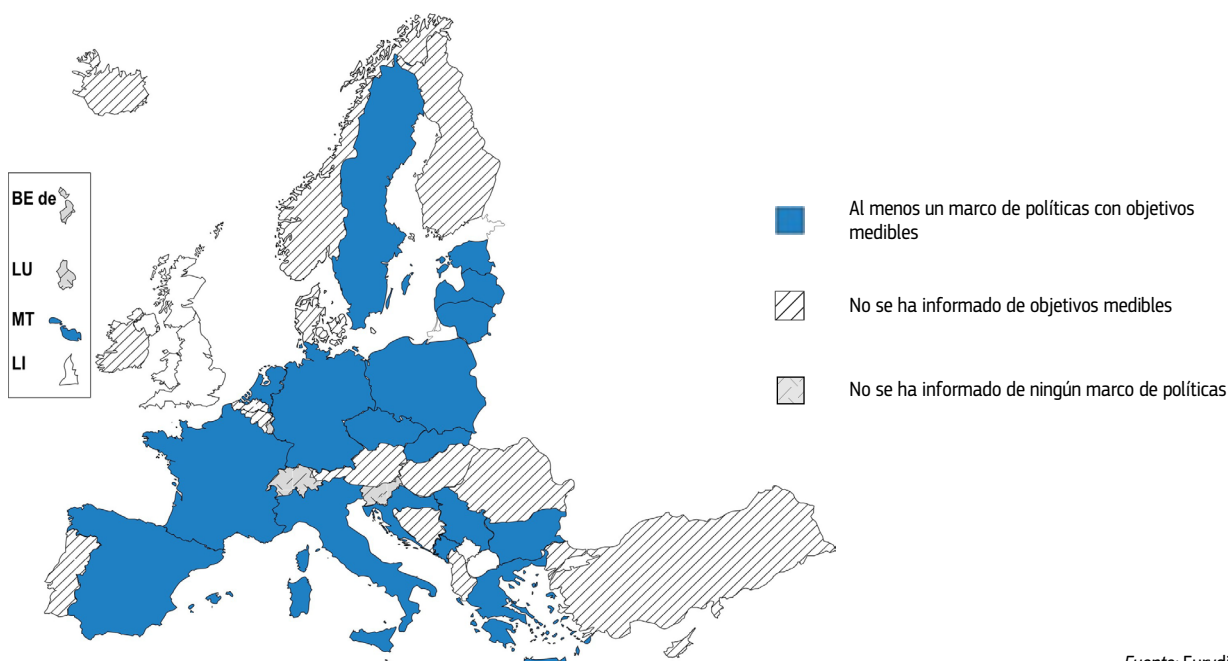 BE de
LU
MT
LI
Al menos un marco de políticas con objetivos
medibles
No se ha informado de objetivos medibles
No se ha informado de ningún marco de políticas
Fuente: